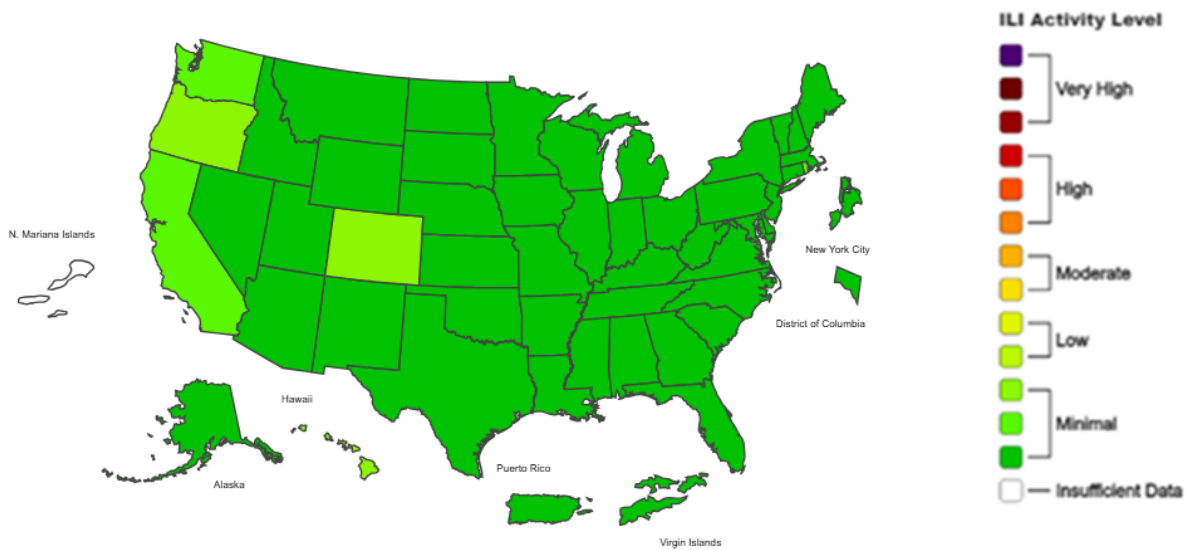 ILI Activity Level
Very High
High
Moderate
Low
Minimal
Insufficient Data
N. Mariana Islands
New York City
District of Columbia
Hawaii
Alaska
Puerto Rico
Virgin Islands